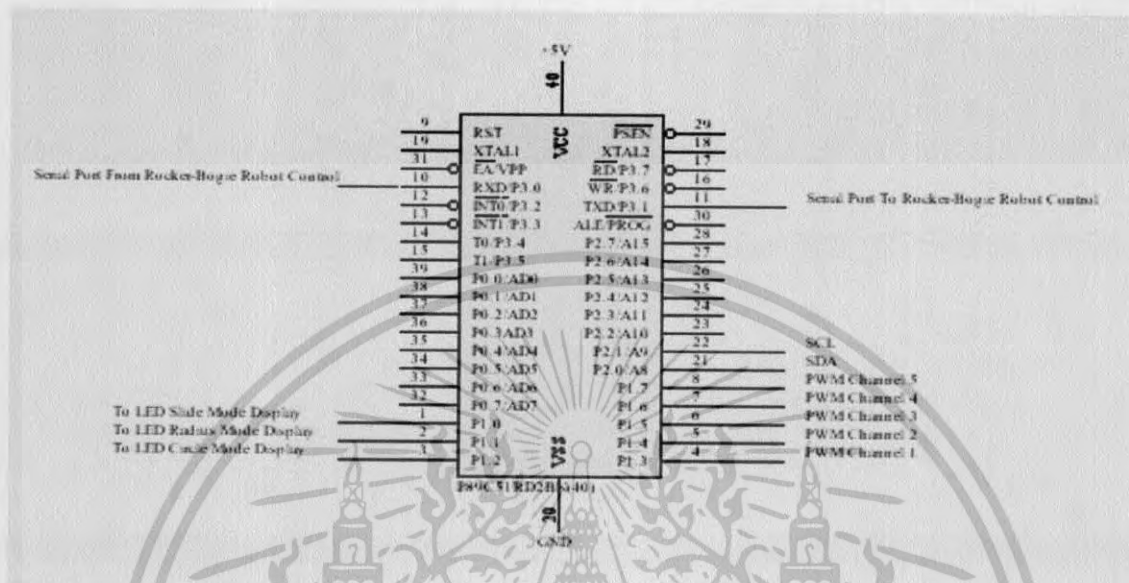 +5V
40
VCC
9 RST
19 XTAL1
31 EA/VPP
Serial Port From Rocker-Bogie Robot Control 10 RXD/P3.0
12 INT0/P3.2
13 INT1/P3.3
14 T0/P3.4
15 T1/P3.5
39 P0.0/AD0
38 P0.1/AD1
37 P0.2/AD2
36 P0.3/AD3
35 P0.4/AD4
34 P0.5/AD5
33 P0.6/AD6
32 P0.7/AD7
To LED Slide Mode Display 1 P1.0
To LED Radius Mode Display 2 P1.1
To LED Circle Mode Display 3 P1.2
PSEN 29
XTAL2 18
RD/P3.7 17
WR/P3.6 16
TXD/P3.1 11 Serial Port To Rocker-Bogie Robot Control
ALE/PROG 30
P2.7/A15 28
P2.6/A14 27
P2.5/A13 26
P2.4/A12 25
P2.3/A11 24
P2.2/A10 23
P2.1/A9 22 SCL
P2.0/A8 21 SDA
P1.7 8 PWM Channel 5
P1.6 7 PWM Channel 4
P1.5 6 PWM Channel 3
P1.4 5 PWM Channel 2
P1.3 4 PWM Channel 1
VSS
20
GND